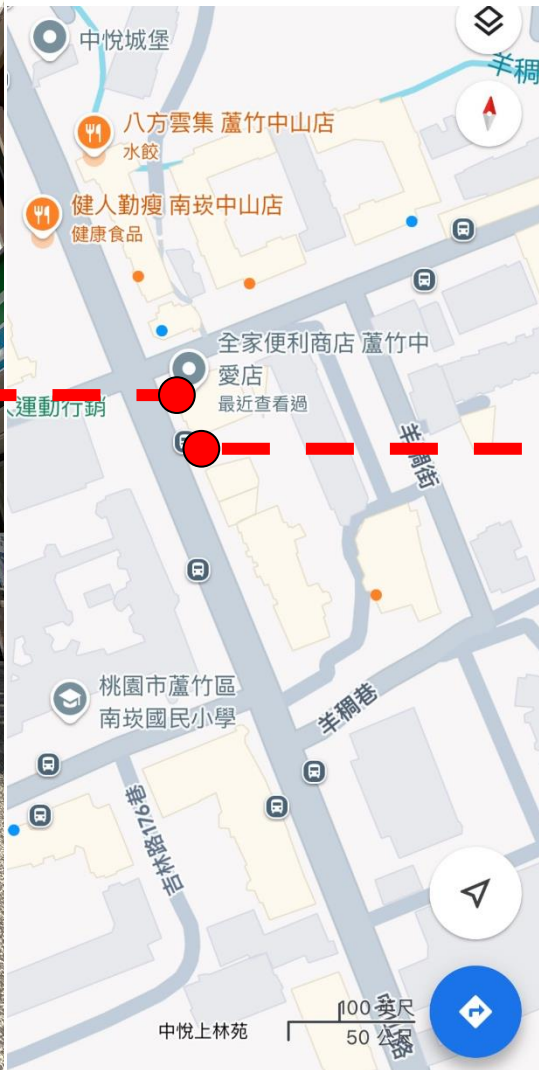 中悅城堡
羊稠
八方雲集 蘆竹中山店
水餃
健人勤瘦 南崁中山店
健康食品
全家便利商店 蘆竹中
愛店
最近查看過
運動行銷
羊稠街
桃園市蘆竹區
南崁國民小學
羊稠巷
吉林路176巷
100 英尺
50 公尺
中悅上林苑